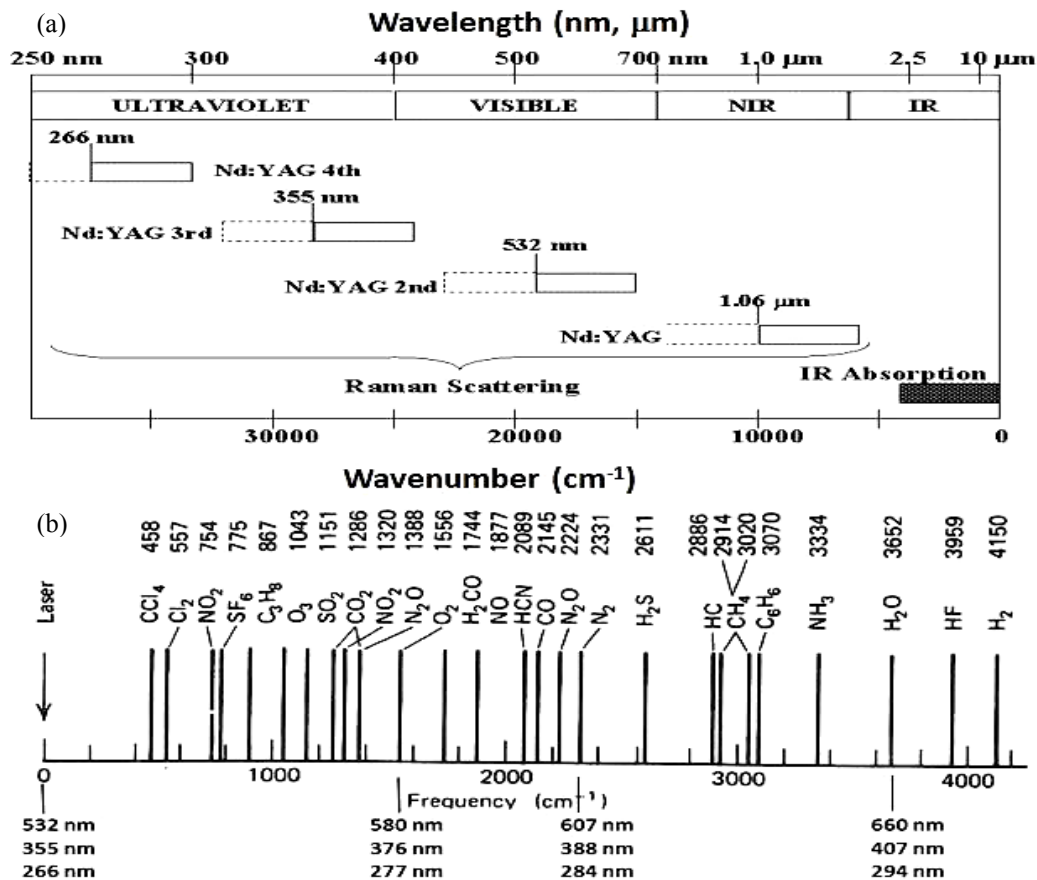 (a)
Wavelength (nm, μm)
250 nm 300 400 500 700 nm 1.0 μm 2.5 10 μm
ULTRAVIOLET VISIBLE NIR IR
266 nm
Nd:YAG 4th
355 nm
Nd:YAG 3rd
532 nm
Nd:YAG 2nd
1.06 μm
Nd:YAG
IR Absorption
Raman Scattering
30000 20000 10000 0
Wavenumber (cm⁻¹)
(b)
458 557 754 775 867 1043 1151 1286 1320 1388 1556 1744 1877 2089 2145 2224 2331 2611 2886 2914 3020 3070 3334 3652 3959 4150
Laser CCl₄ Cl₂ NO₂ SF₆ C₃H₈ O₃ SO₂ CO₂ NO₂ N₂O O₂ H₂CO NO HCN CO N₂O N₂ H₂S HC CH₄ C₆H₆ NH₃ H₂O HF H₂
0 1000 2000 3000 4000
Frequency (cm⁻¹)
532 nm 580 nm 607 nm 660 nm
355 nm 376 nm 388 nm 407 nm
266 nm 277 nm 284 nm 294 nm